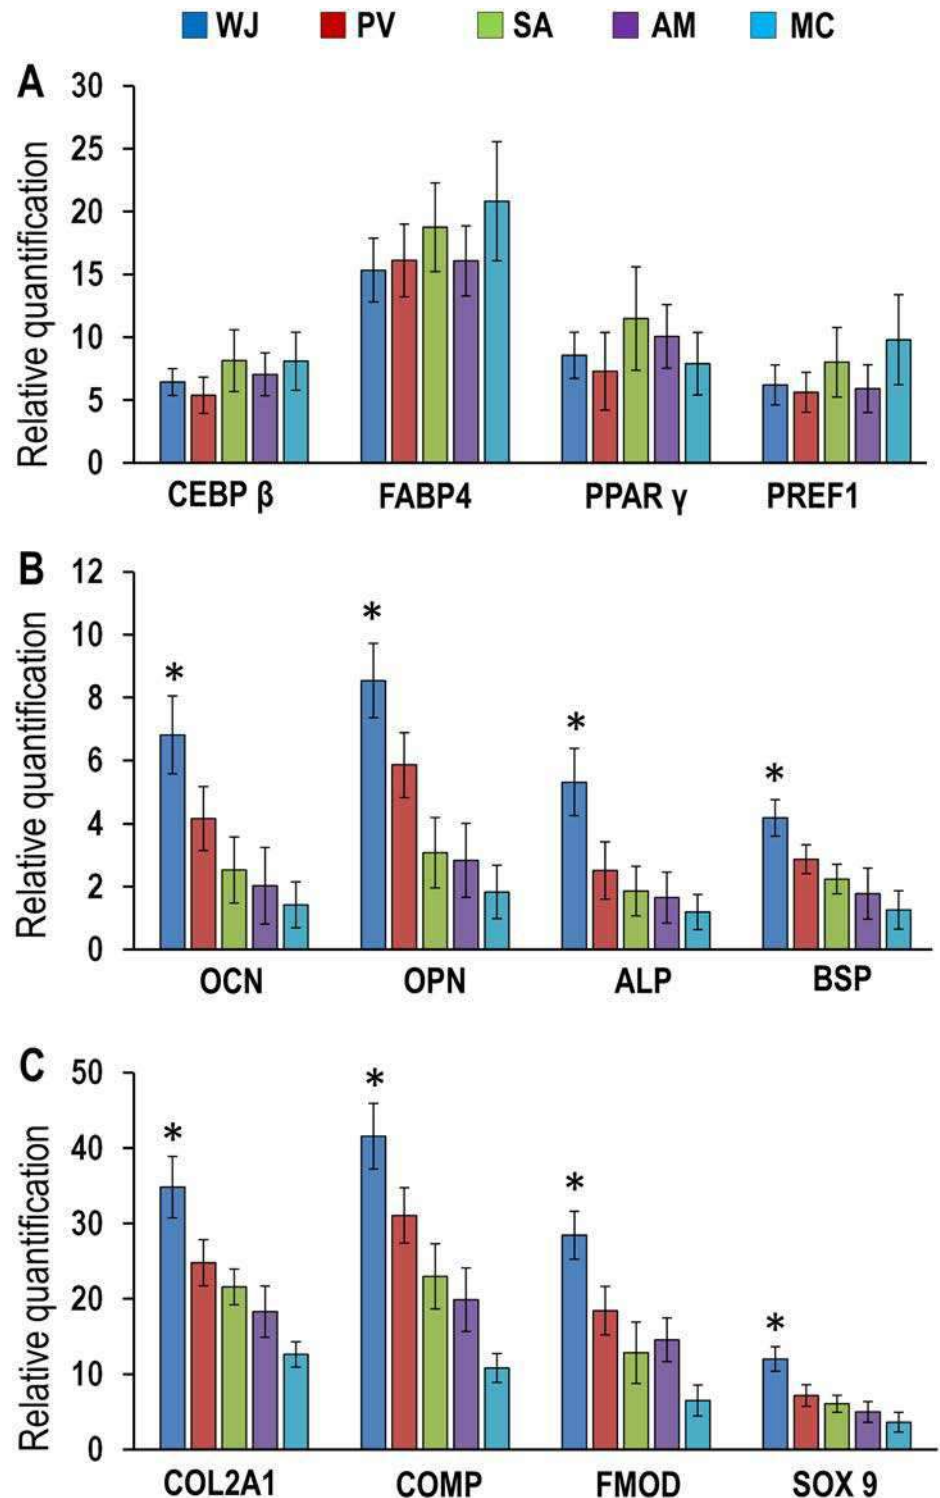 WJ PV SA AM MC
A
Relative quantification
30
25
20
15
10
5
0
CEBP β FABP4 PPAR γ PREF1
B
Relative quantification
12
10
8
6
4
2
0
* * * *
OCN OPN ALP BSP
C
Relative quantification
50
40
30
20
10
0
* * * *
COL2A1 COMP FMOD SOX 9